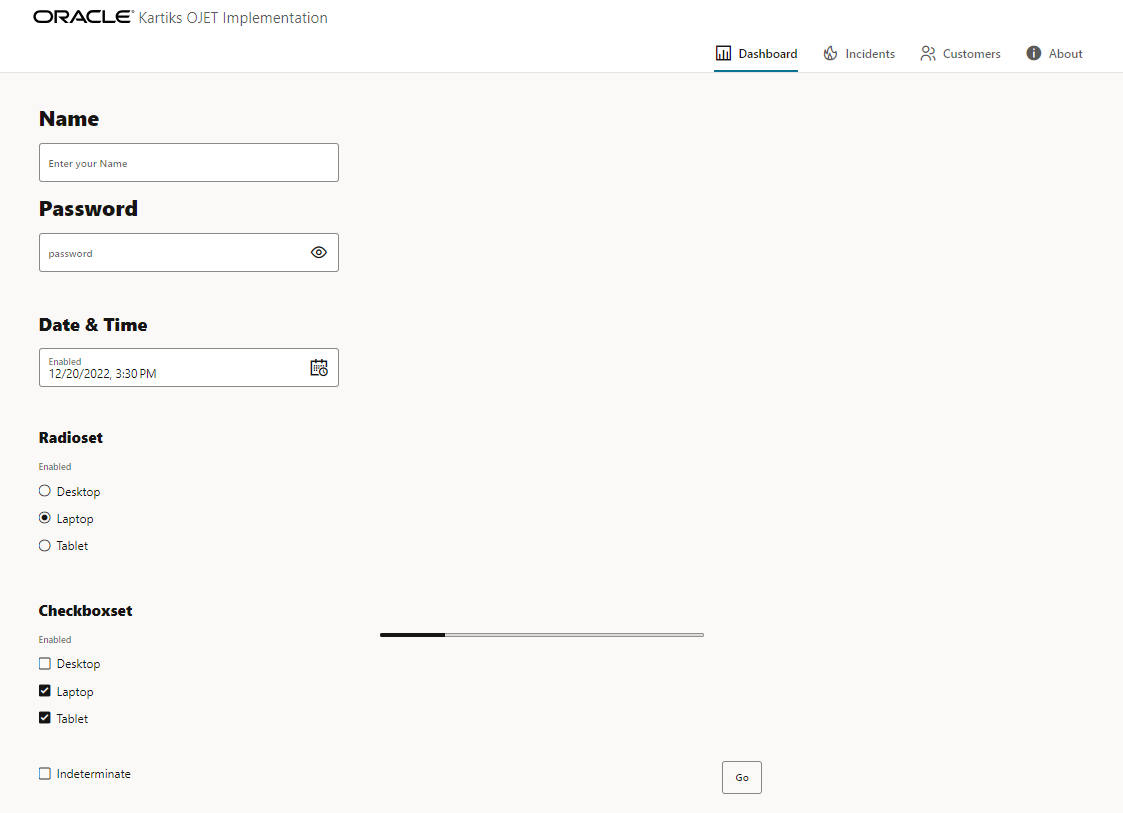 ORACLE® Kartiks OJET Implementation
Dashboard Incidents Customers About
Name
Enter your Name
Password
password
Date & Time
Enabled
12/20/2022, 3:30 PM
Radioset
Enabled
Desktop
Laptop
Tablet
Checkboxset
Enabled
Desktop
Laptop
Tablet
Indeterminate
Go